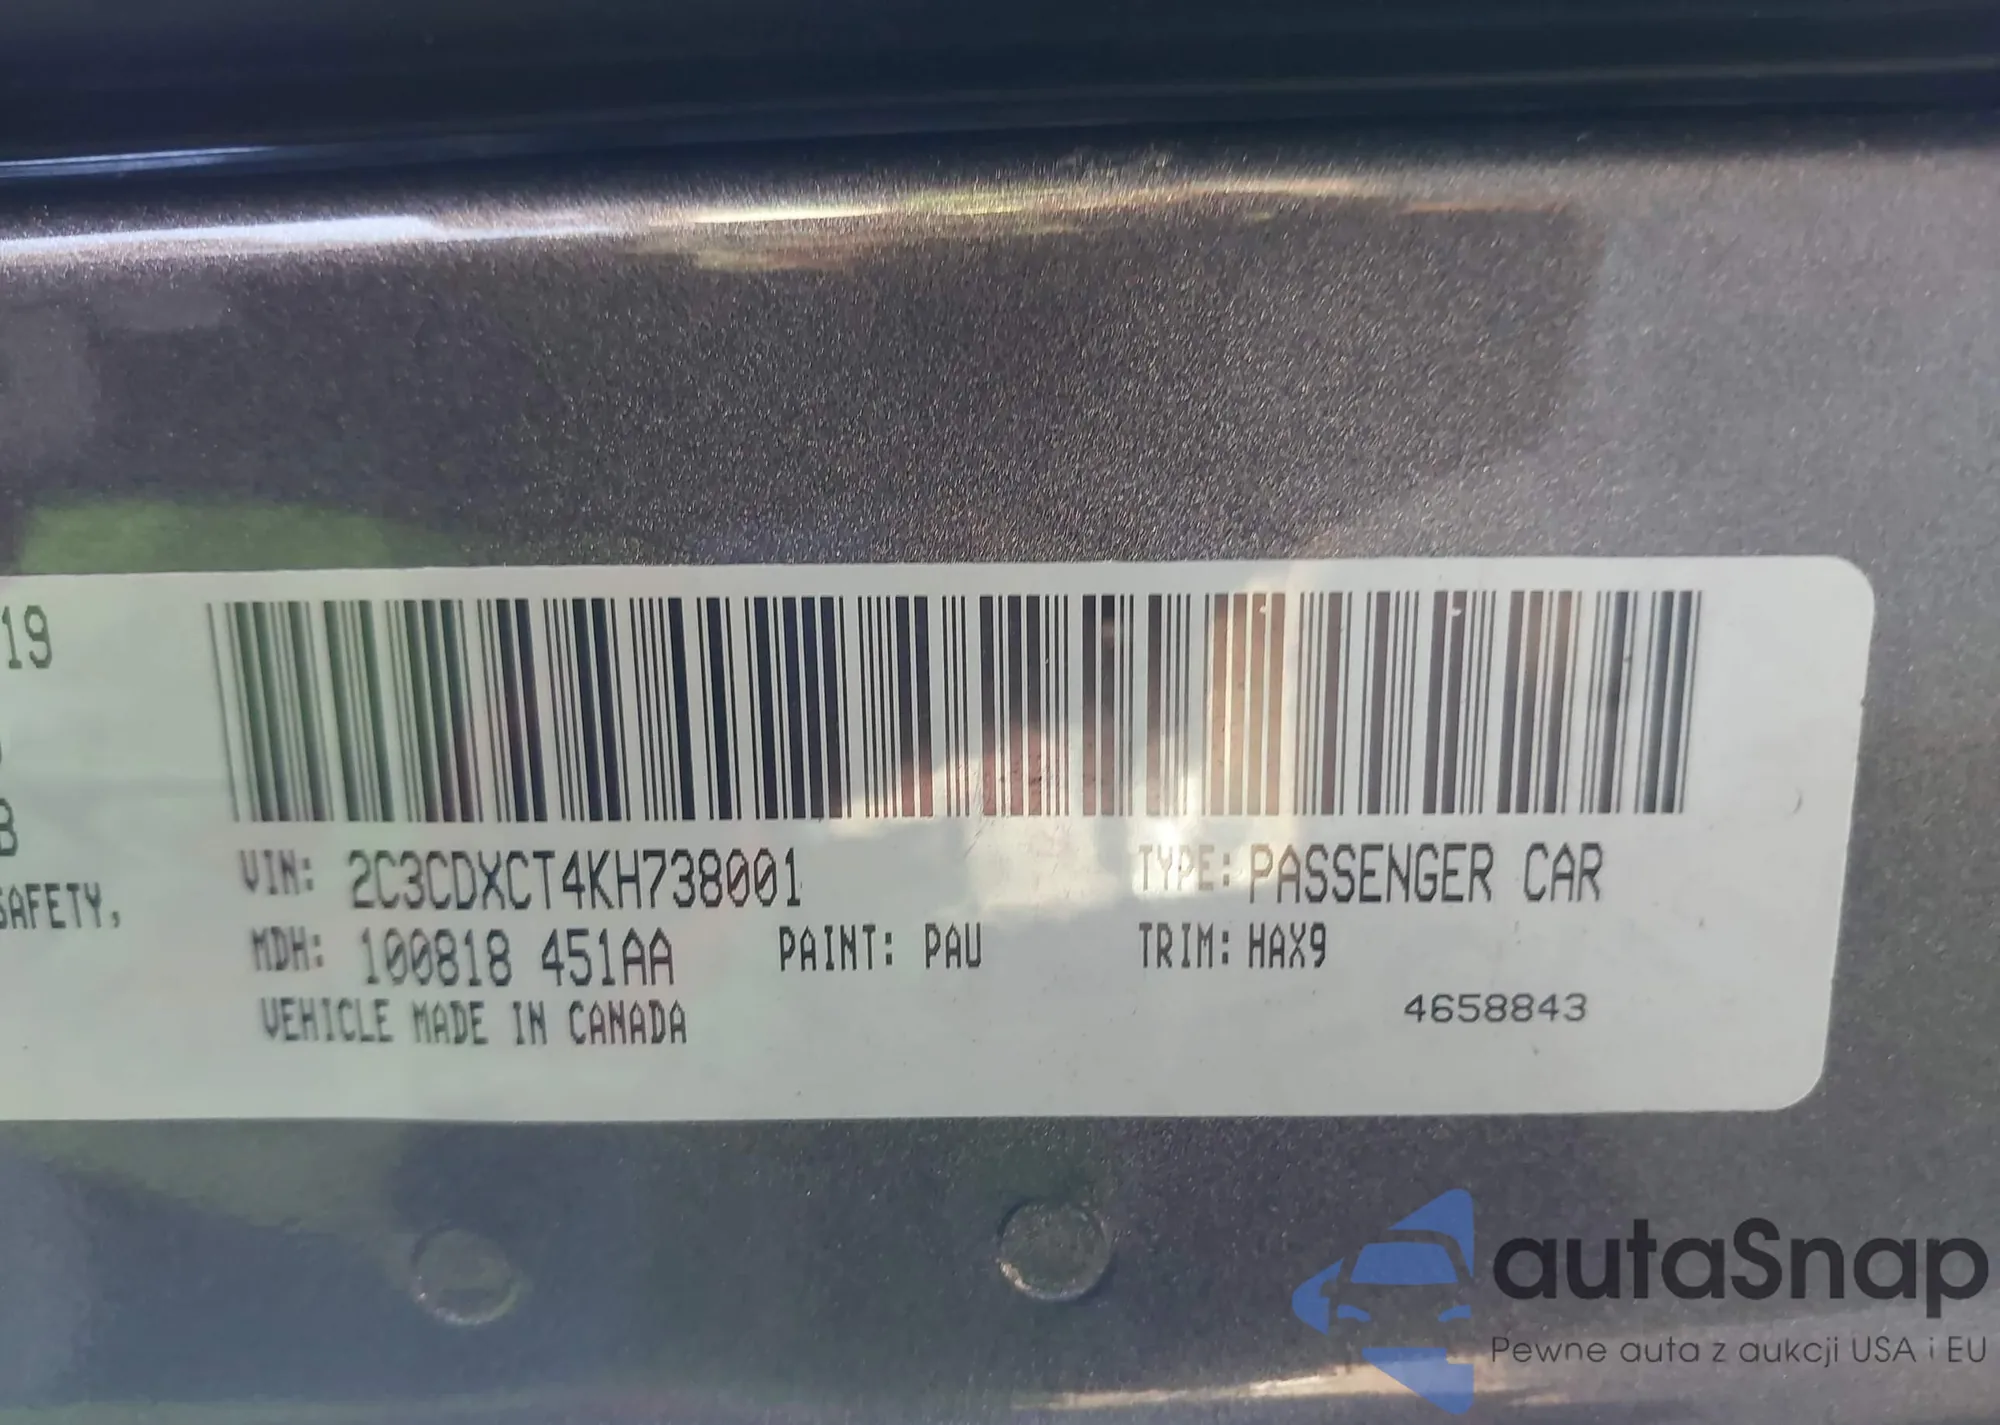 19
B
SAFETY,
VIN: 2C3CDXCT4KH738001
TYPE: PASSENGER CAR
MDH: 100818 451AA
PAINT: PAU
TRIM: HAX9
VEHICLE MADE IN CANADA
4658843
autaSnap
Pewne auta z aukcji USA i EU